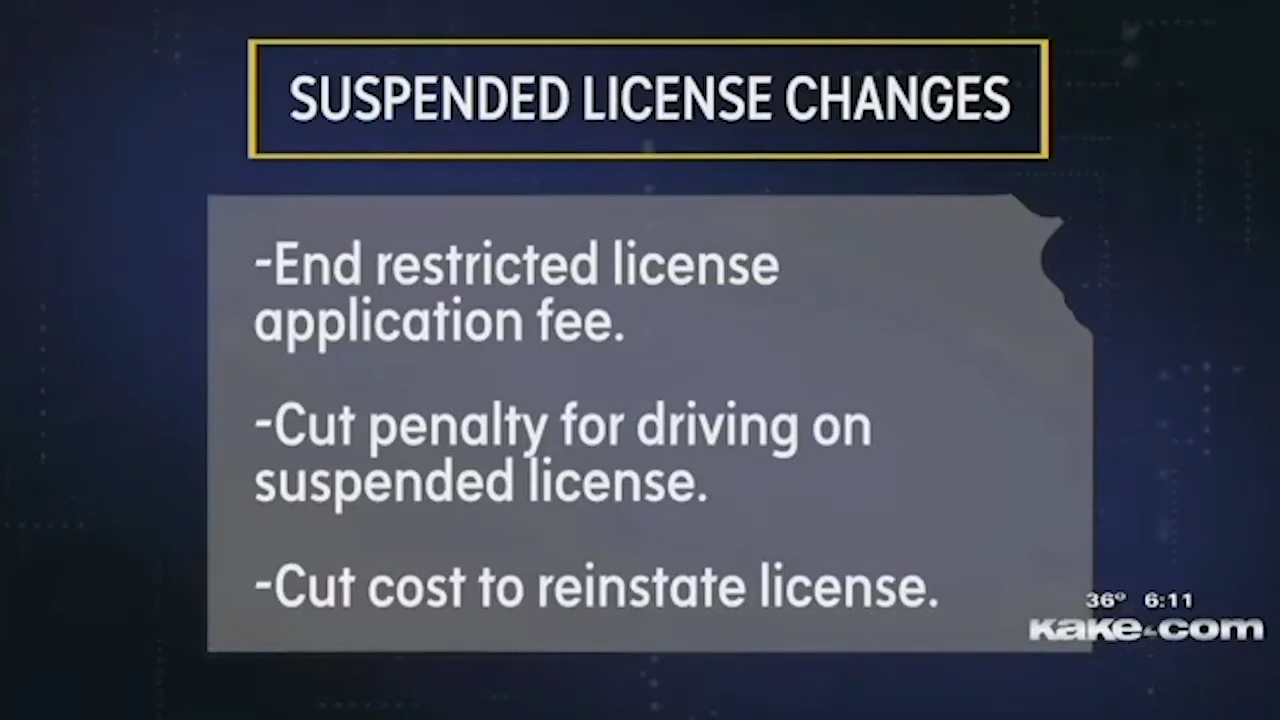 SUSPENDED LICENSE CHANGES
-End restricted license
application fee.
-Cut penalty for driving on
suspended license.
-Cut cost to reinstate license.
36° 6:11
kake.com